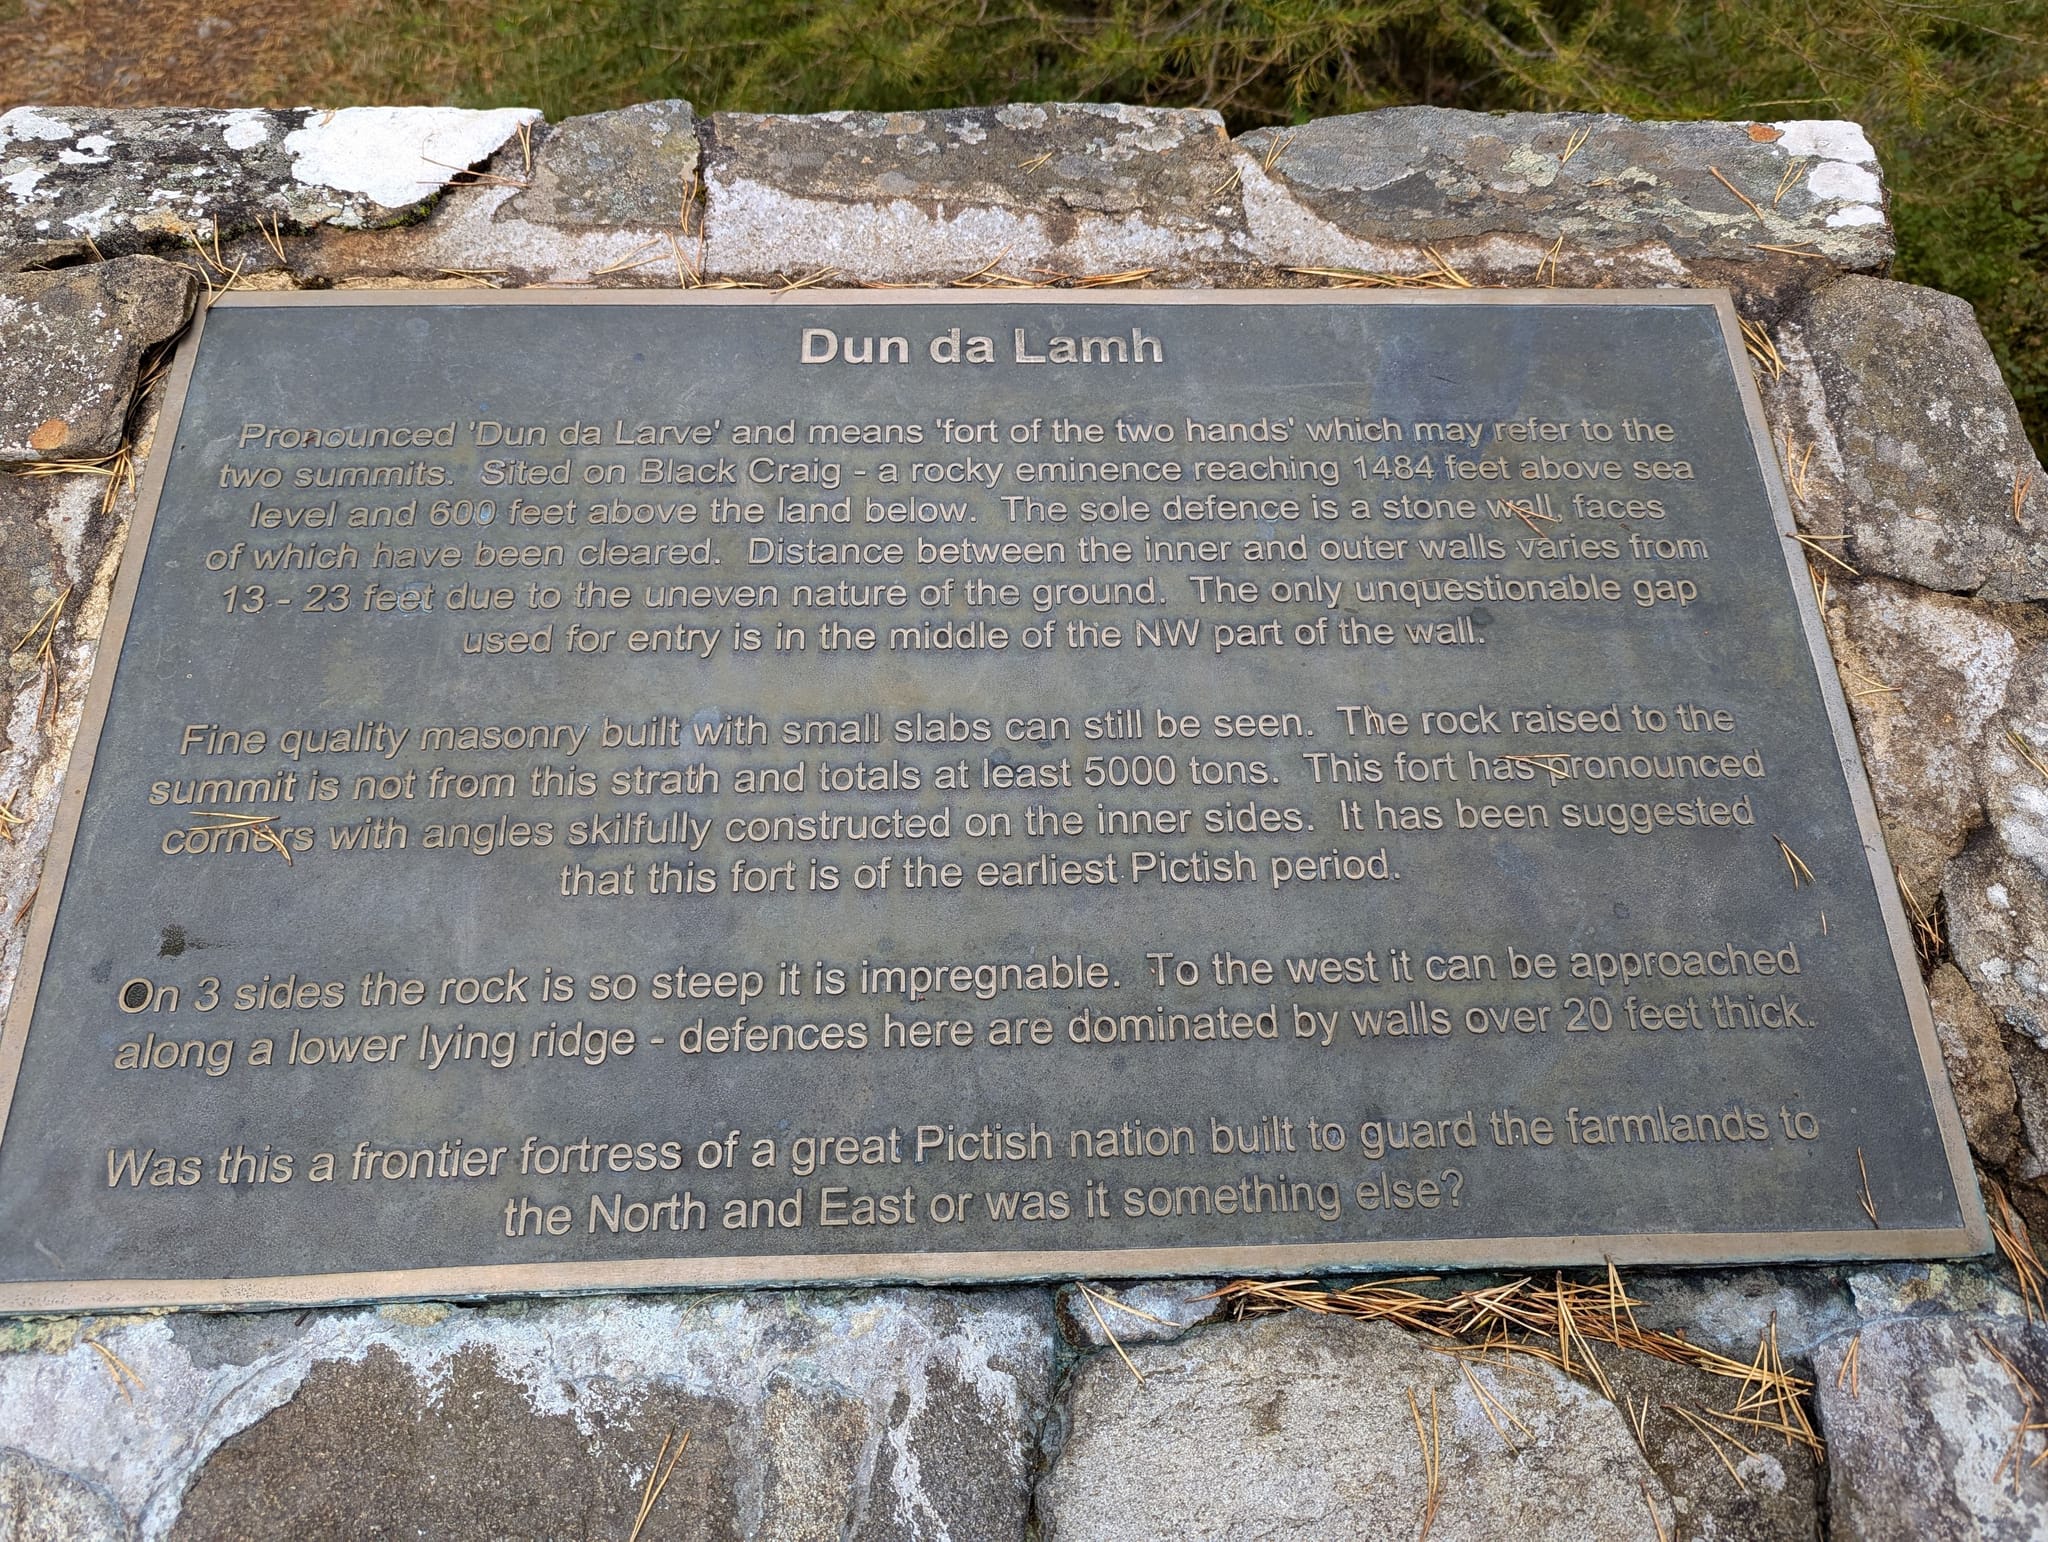 Dun da Lamh
Pronounced 'Dun da Larve' and means 'fort of the two hands' which may refer to the
two summits. Sited on Black Craig - a rocky eminence reaching 1484 feet above sea
level and 600 feet above the land below. The sole defence is a stone wall, faces
of which have been cleared. Distance between the inner and outer walls varies from
13 - 23 feet due to the uneven nature of the ground. The only unquestionable gap
used for entry is in the middle of the NW part of the wall.
Fine quality masonry built with small slabs can still be seen. The rock raised to the
summit is not from this strath and totals at least 5000 tons. This fort has pronounced
corners with angles skilfully constructed on the inner sides. It has been suggested
that this fort is of the earliest Pictish period.
On 3 sides the rock is so steep it is impregnable. To the west it can be approached
along a lower lying ridge - defences here are dominated by walls over 20 feet thick.
Was this a frontier fortress of a great Pictish nation built to guard the farmlands to
the North and East or was it something else?